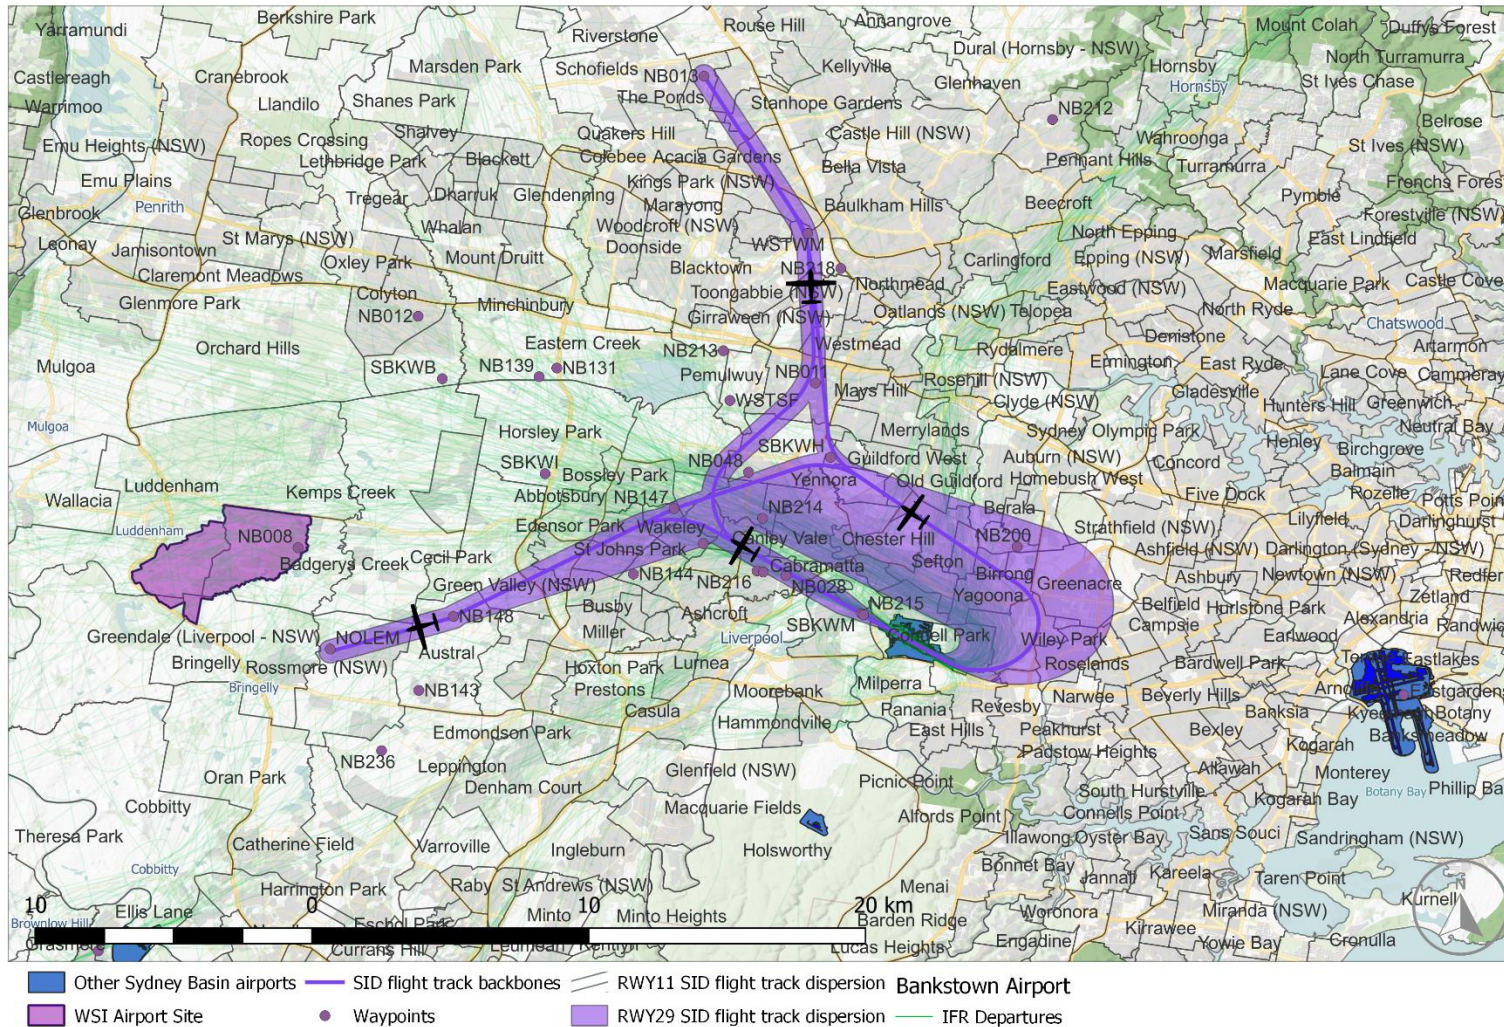 Yarramundi
Berkshire Park
Rouse Hill
Annangrove
Mount Colah
Duffys Forest
Riverstone
Dural (Hornsby - NSW)
North Turramurra
Castlereagh
Cranebrook
Marsden Park
Schofields
NB013
Kellyville
Glenhaven
Hornsby
St Ives Chase
Hornsby
Warrimoo
Llandilo
Shanes Park
The Ponds
Stanhope Gardens
NB212
Belrose
Emu Heights (NSW)
Ropes Crossing
Shalvey
Quakers Hill
Castle Hill (NSW)
Wahroonga
St Ives (NSW)
Lethbridge Park
Blackett
Colebee
Acacia Gardens
Bella Vista
Pennant Hills
Turramurra
Emu Plains
Tregear
Dharruk
Glendenning
Kings Park (NSW)
Pymble
Frenchs Forest
Glenbrook
Penrith
Marayong
Baulkham Hills
Beecroft
Forestville (NSW)
Whalan
Woodcroft (NSW)
Leonay
Jamisontown
St Marys (NSW)
Doonside
WSTWM
North Epping
East Lindfield
Oxley Park
Mount Druitt
Carlingford
Epping (NSW)
Marsfield
Claremont Meadows
Blacktown
NB218
Northmead
Castle Cove
Glenmore Park
Colyton
Minchinbury
Toongabbie (NSW)
Eastwood (NSW)
Macquarie Park
NB012
Girraween (NSW)
Oatlands (NSW)
Telopea
North Ryde
Chatswood
Orchard Hills
Eastern Creek
Westmead
Rydalmere
Denistone
Artarmon
Mulgoa
SBKWB
NB139
NB131
NB213
Pemulwuy
NB011
Ermington
East Ryde
Lane Cove
Cammeray
Mays Hill
Rosehill (NSW)
Gladesville
WSTSF
Clyde (NSW)
Hunters Hill
Greenwich
Mulgoa
Horsley Park
Merrylands
Sydney Olympic Park
Neutral Bay
SBKWH
Henley
Birchgrove
SBKWI
Bossley Park
NB048
Guildford West
Auburn (NSW)
Concord
Balmain
Luddenham
Kemps Creek
Yennora
Old Guildford
Homebush West
Five Dock
Rozelle
Potts Point
Wallacia
Abbotsbury
NB147
NB214
Berala
Lilyfield
Darlinghurst
Luddenham
NB008
Edensor Park
Wakeley
Canley Vale
Chester Hill
NB200
Strathfield (NSW)
Ashfield (NSW)
Darlington (Sydney - NSW)
Badgerys Creek
Cecil Park
St Johns Park
Cabramatta
Sefton
Birrong
Greenacre
Ashbury
Newtown (NSW)
Redfern
Green Valley (NSW)
NB144
NB216
NB028
Yagoona
Belfield
Hurlstone Park
Zetland
Busby
Ashcroft
NB215
Campsie
Alexandria
NB148
SBKWM
Greendale (Liverpool - NSW)
NOLEM
Miller
Liverpool
Condell Park
Wiley Park
Earlwood
Randwick
Bringelly
Rossmore (NSW)
Austral
Hoxton Park
Lurnea
Roselands
Bardwell Park
Eastlakes
Bringelly
NB143
Prestons
Moorebank
Milperra
Narwee
Beverly Hills
Eastgardens
Casula
Panania
Revesby
Banksia
Botany
Edmondson Park
Hammondville
East Hills
Peakhurst
Bexley
Kogarah
Banksmeadow
NB236
Leppington
Glenfield (NSW)
Padstow Heights
Allawah
Monterey
Oran Park
Denham Court
Picnic Point
South Hurstville
Botany Bay
Phillip Ba
Cobbitty
Macquarie Fields
Alfords Point
Connells Point
Kogarah Bay
Theresa Park
Catherine Field
Varroville
Ingleburn
Holsworthy
Illawong
Oyster Bay
Sans Souci
Sandringham (NSW)
Cobbitty
Bonnet Bay
Jannali
Kareela
Taren Point
Harrington Park
Raby
St Andrews (NSW)
Menai
Kurnell
Ellis Lane
Minto
Minto Heights
Barden Ridge
Woronora
Miranda (NSW)
Brownlow Hill
Eschol Park
Kirrawee
Cronulla
Grasmere
Currans Hill
Leumeah
Kentlyn
Lucas Heights
Engadine
Yowie Bay
N
10 0 10 20 km
Other Sydney Basin airports
SID flight track backbones
RWY11 SID flight track dispersion
Bankstown Airport
WSI Airport Site
Waypoints
RWY29 SID flight track dispersion
IFR Departures